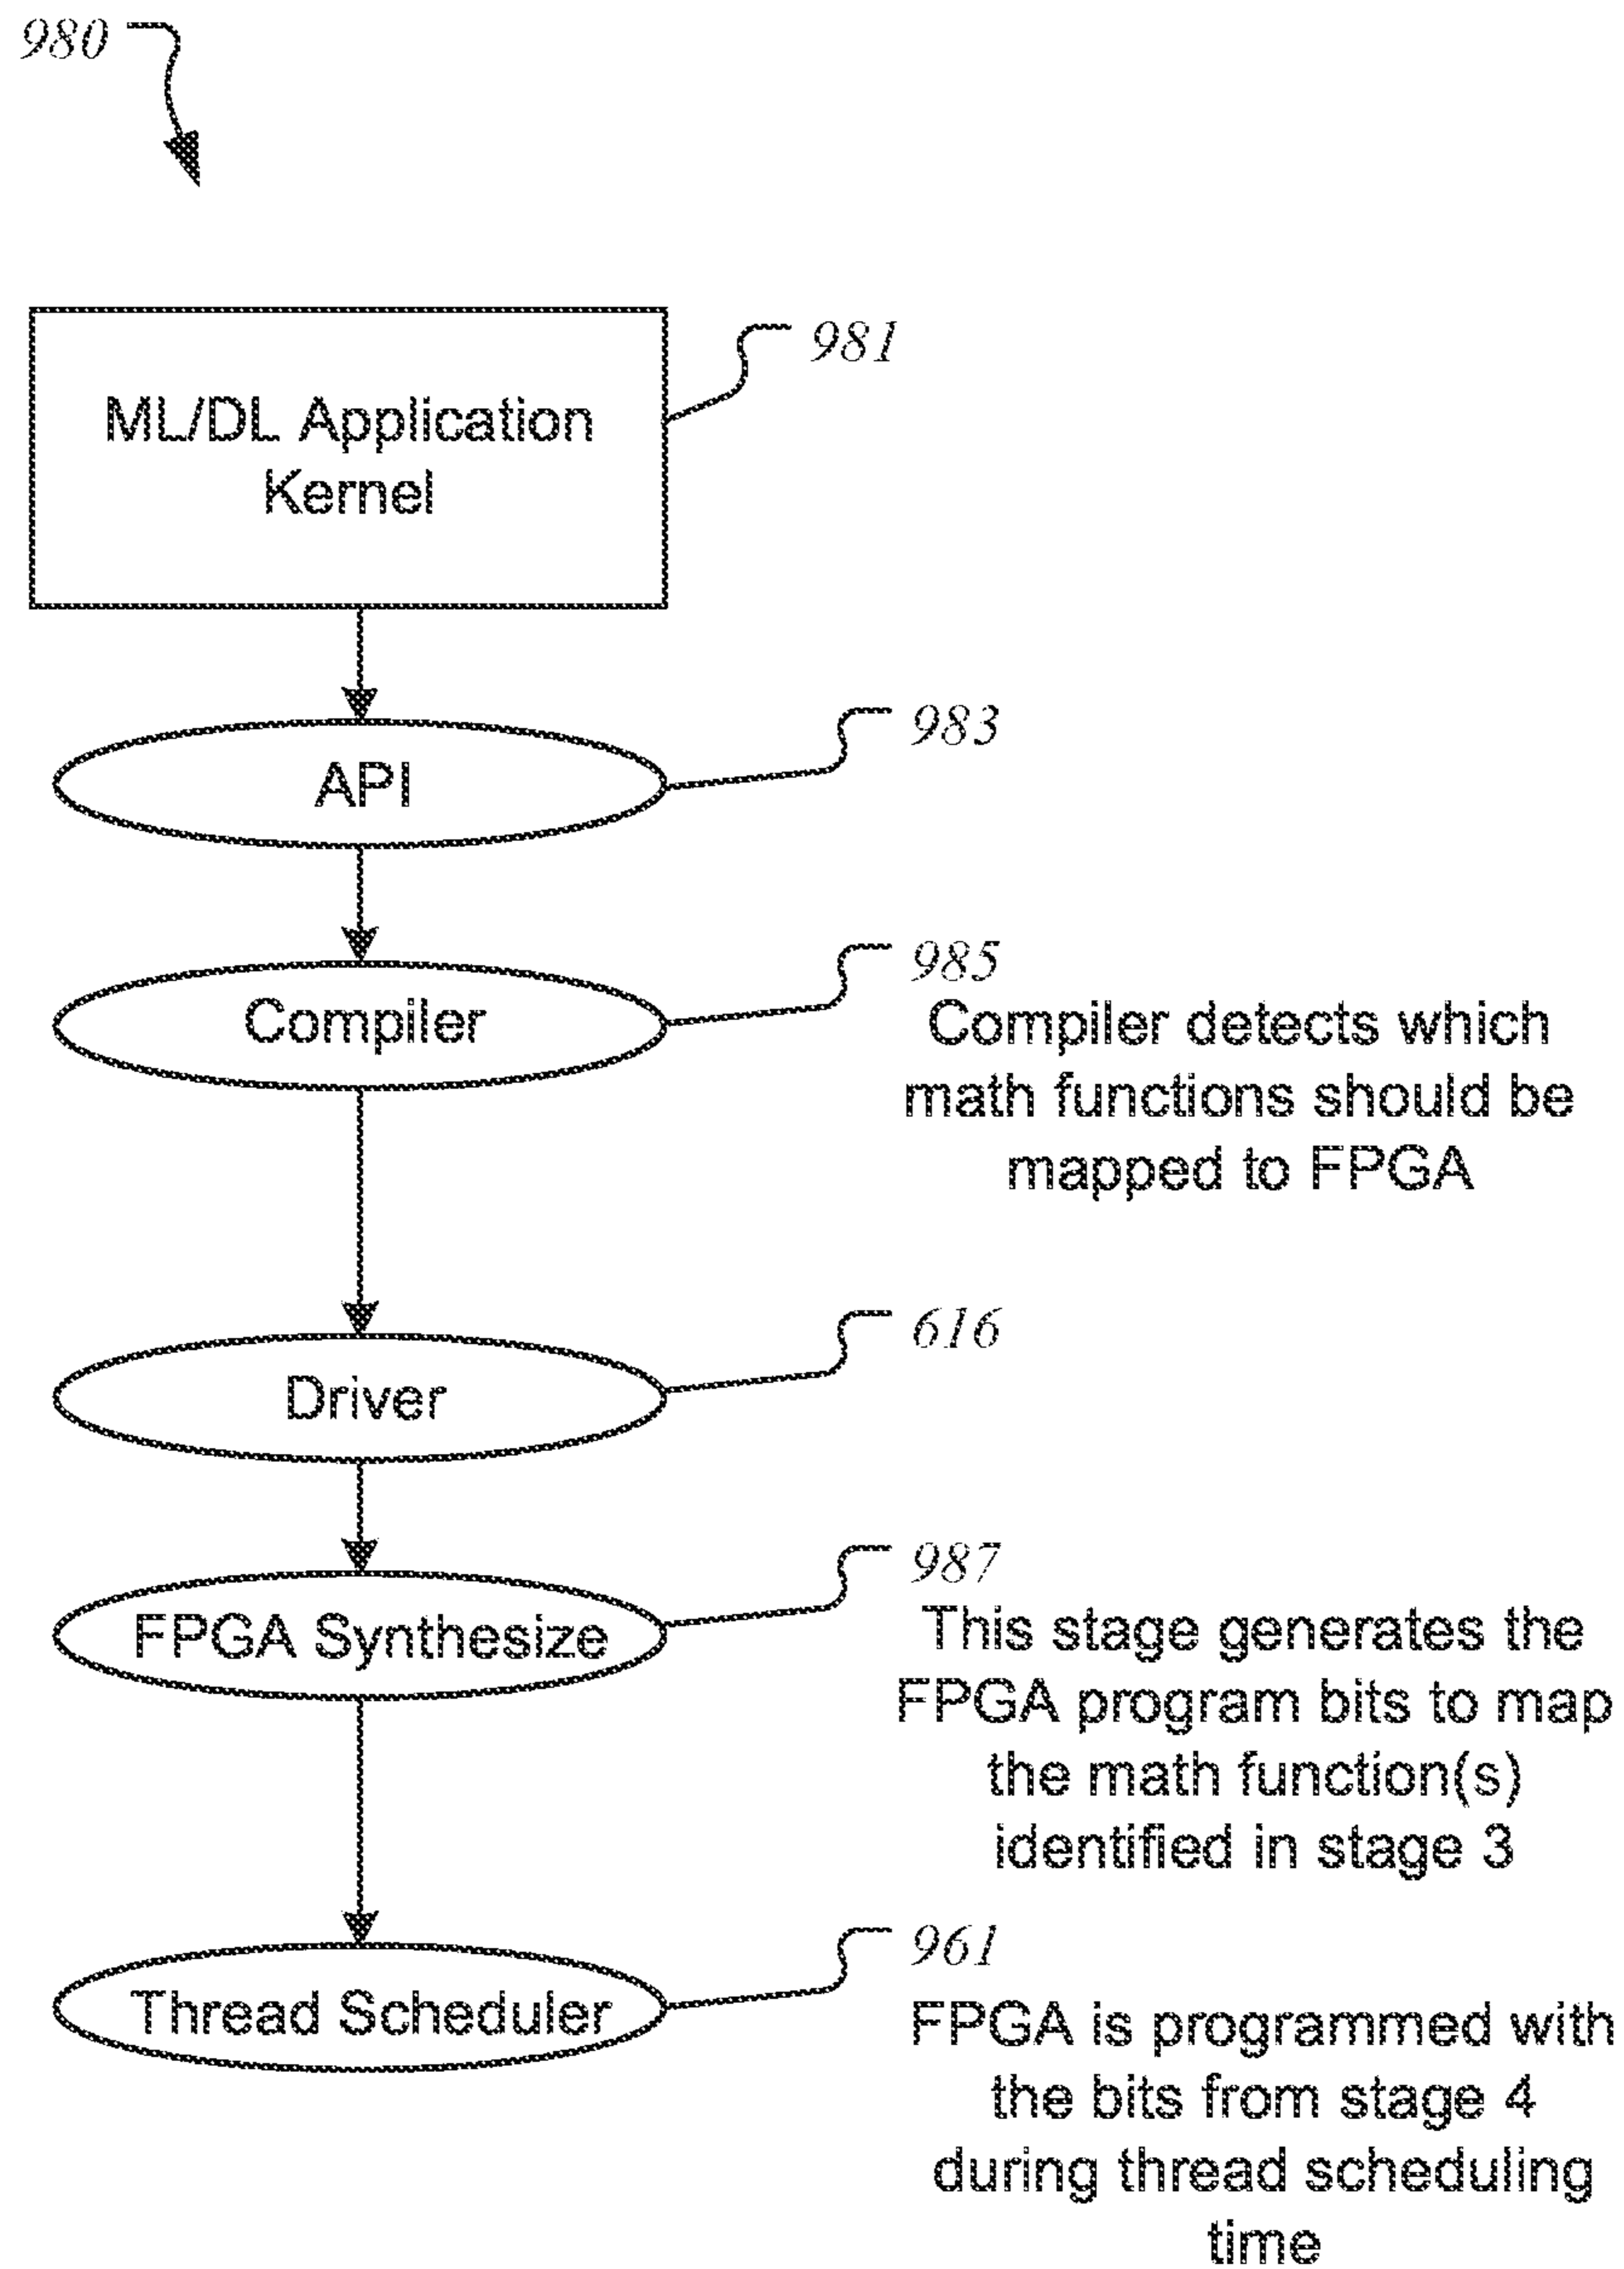 980
981
ML/DL Application
Kernel
983
API
985
Compiler
Compiler detects which
math functions should be
mapped to FPGA
616
Driver
987
FPGA Synthesize
This stage generates the
FPGA program bits to map
the math function(s)
identified in stage 3
961
Thread Scheduler
FPGA is programmed with
the bits from stage 4
during thread scheduling
time